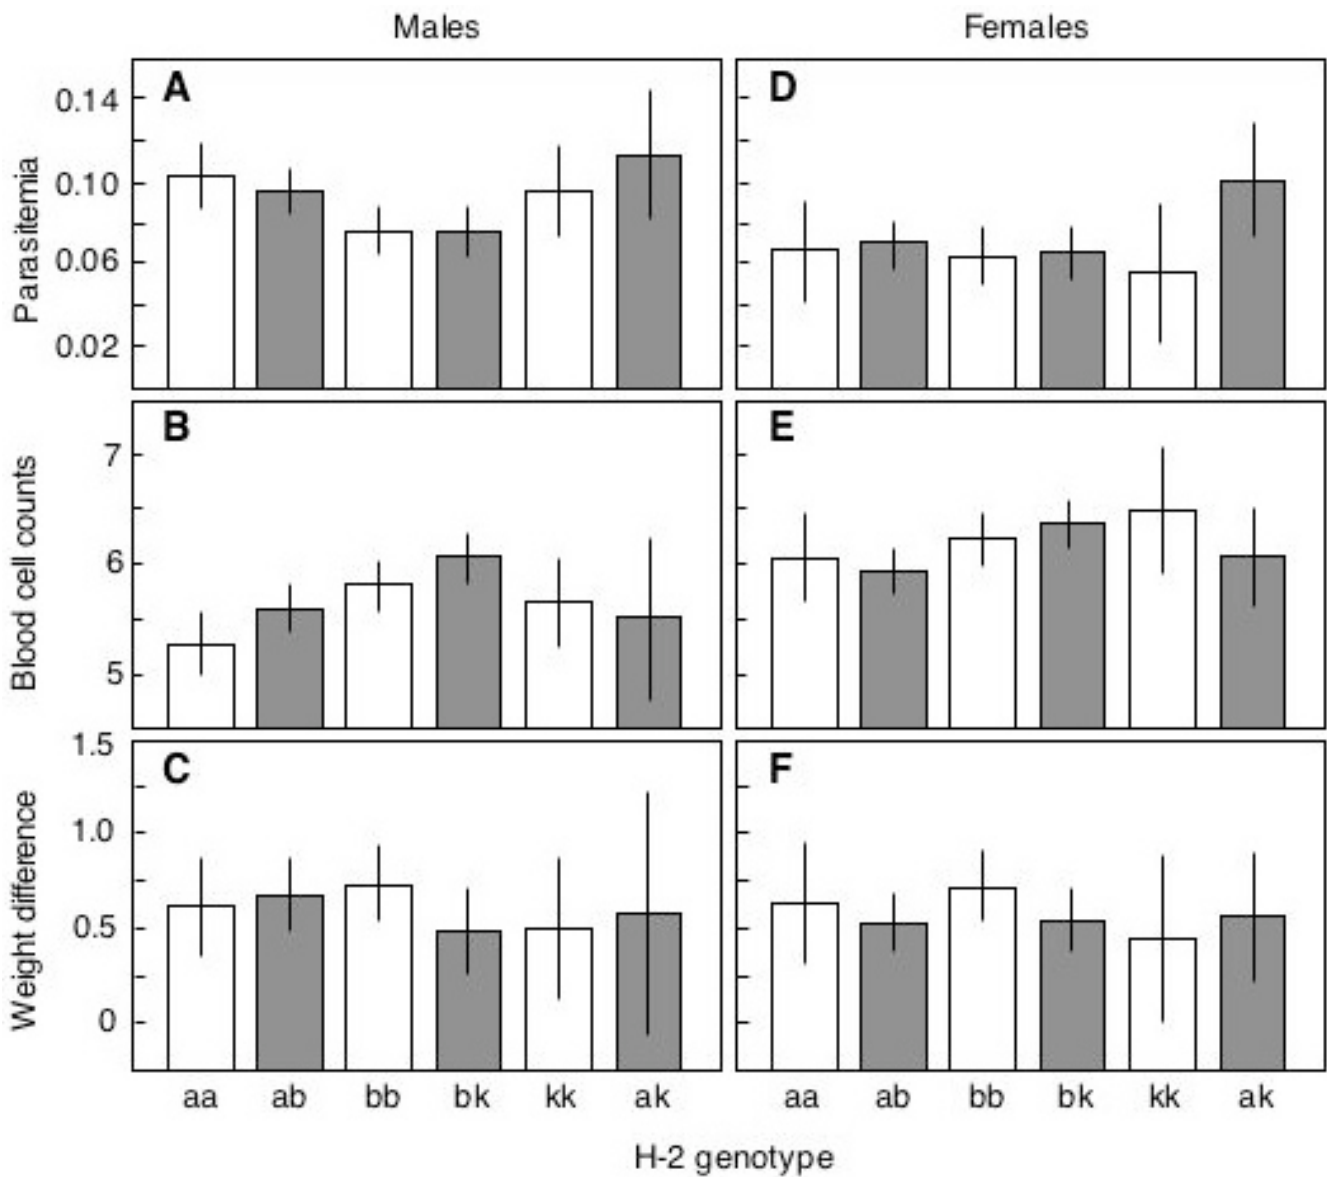 Males Females
A D
0.14
0.10
0.06
0.02
Parasitemia
B E
7
6
5
Blood cell counts
C F
1.5
1.0
0.5
0
Weight difference
aa ab bb bk kk ak aa ab bb bk kk ak
H-2 genotype